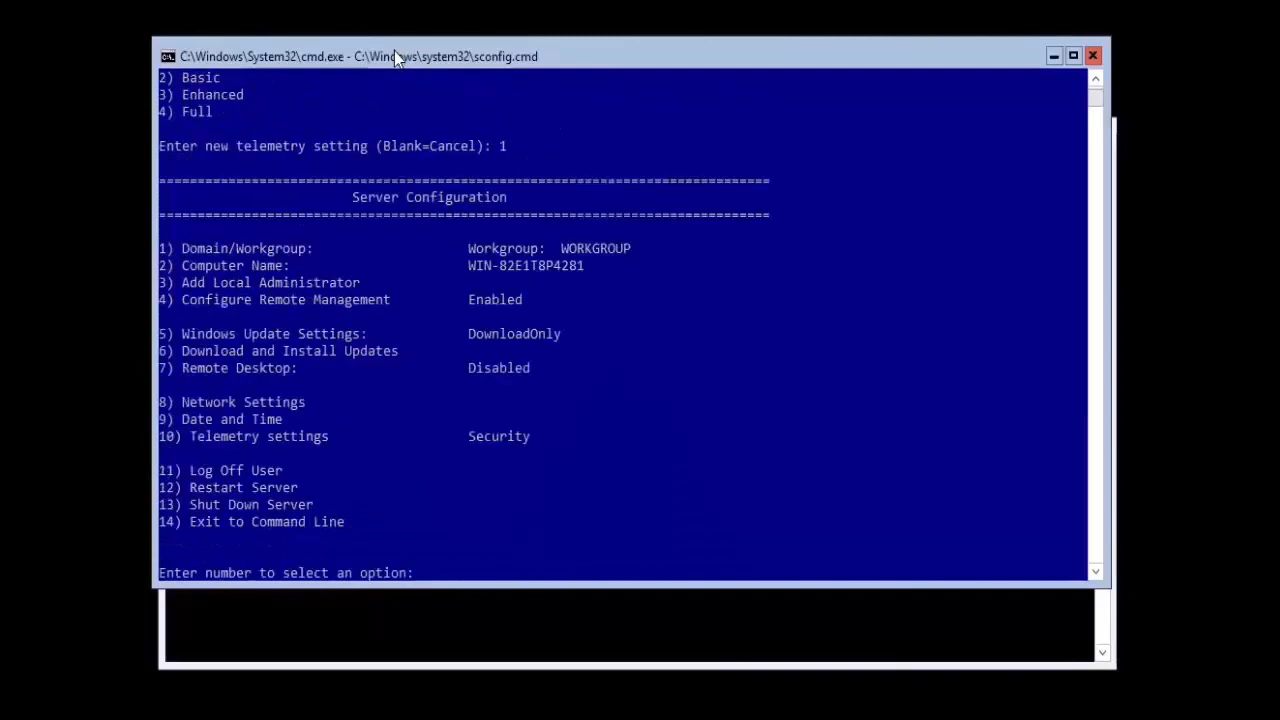 C:\Windows\System32\cmd.exe - C:\Windows\system32\sconfig.cmd
2) Basic
3) Enhanced
4) Full
Enter new telemetry setting (Blank=Cancel): 1
===============================================================================
Server Configuration
===============================================================================
1) Domain/Workgroup: Workgroup: WORKGROUP
2) Computer Name: WIN-82E1T8P4281
3) Add Local Administrator
4) Configure Remote Management Enabled
5) Windows Update Settings: DownloadOnly
6) Download and Install Updates
7) Remote Desktop: Disabled
8) Network Settings
9) Date and Time
10) Telemetry settings Security
11) Log Off User
12) Restart Server
13) Shut Down Server
14) Exit to Command Line
Enter number to select an option: